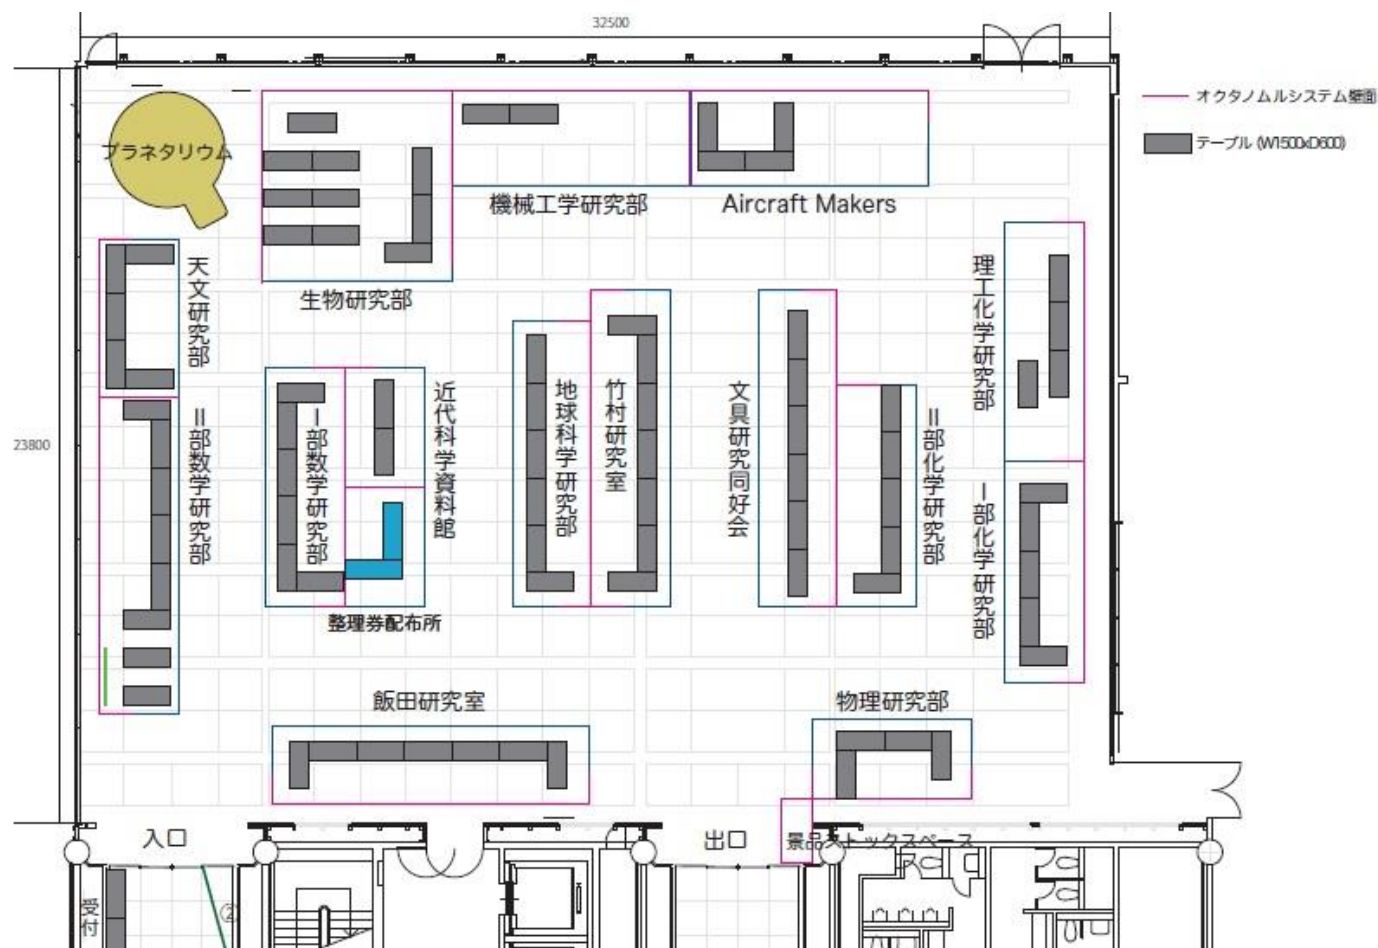 32500
オクタノムルシステム壁面
テーブル (W1500xD600)
プラネタリウム
機械工学研究部
Aircraft Makers
生物研究部
天文研究部
理工化学研究部
II部数学研究部
I部数学研究部
近代科学資料館
地球科学研究部
竹村研究室
文具研究同好会
II部化学研究部
I部化学研究部
23800
整理券配布所
飯田研究室
物理研究部
入口
出口
景品ストックスペース
受付
②